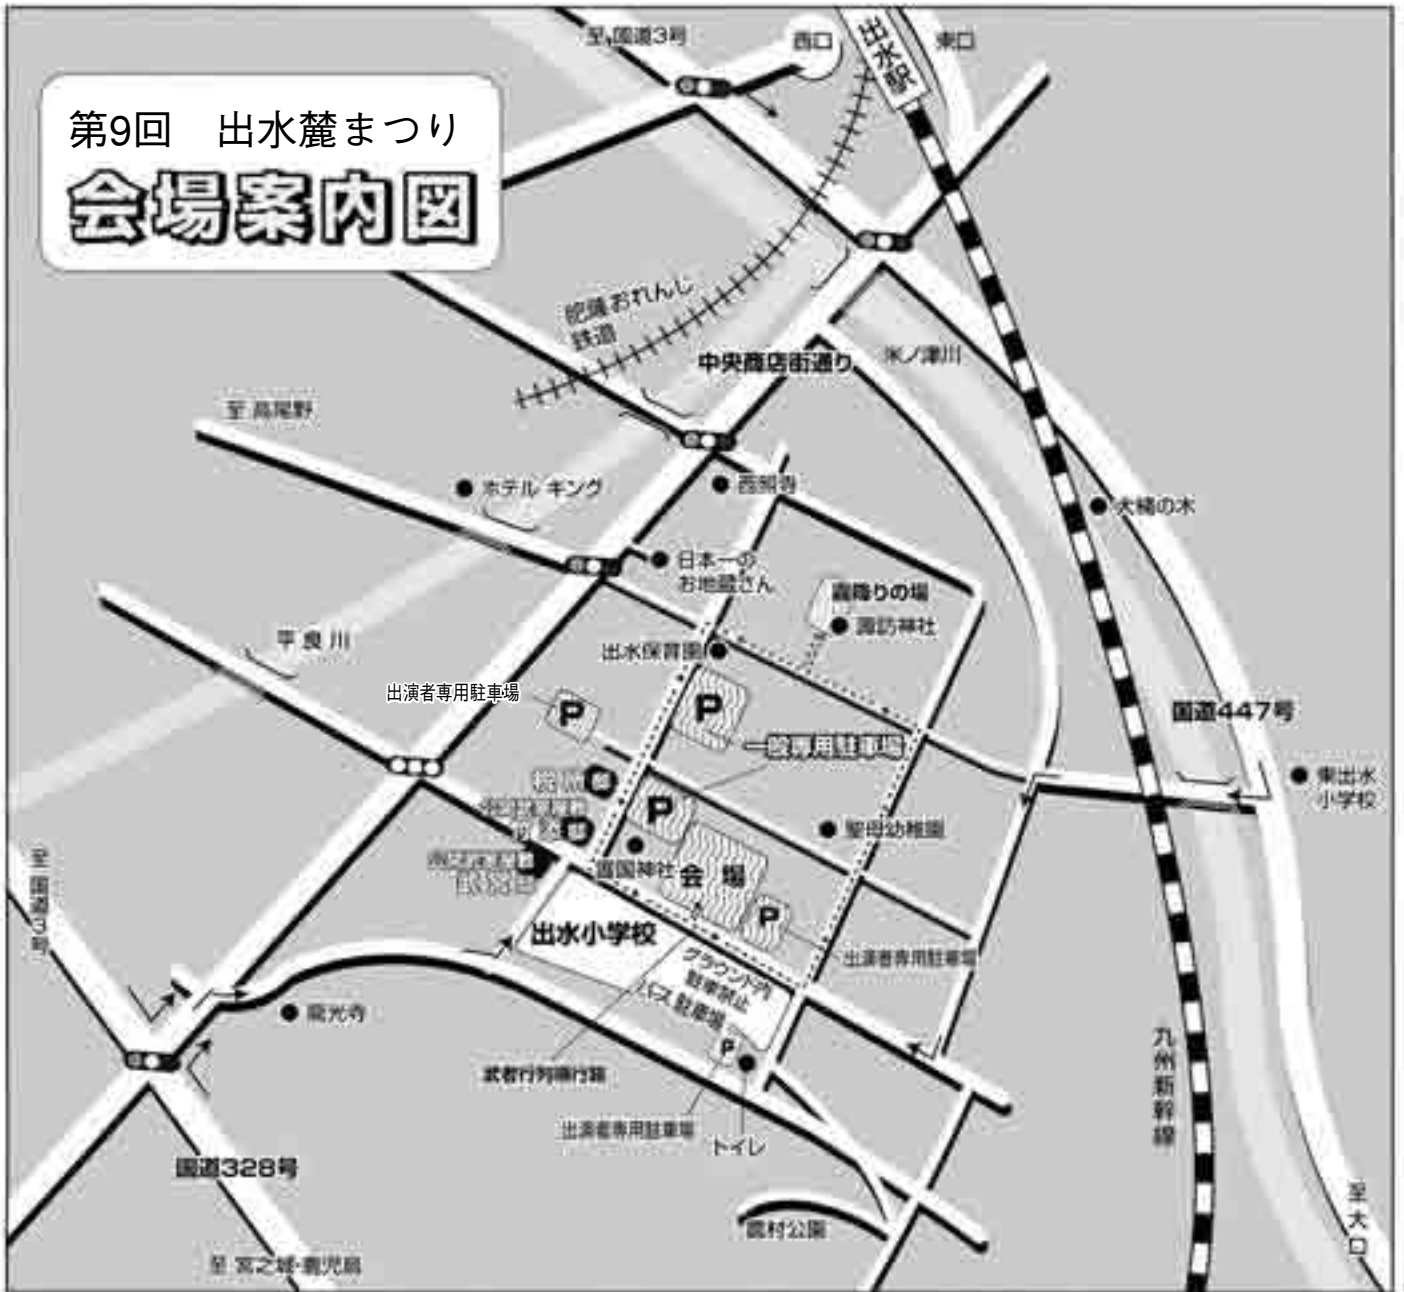 第9回　出水麓まつり
会場案内図
至 国道3号
西口
出水駅
東口
肥薩おれんじ
鉄道
中央商店街通り
米ノ津川
至 高尾野
ホテル キング
西照寺
大楠の木
日本一の
お地蔵さん
諏訪神社
平良川
出水保育園
出演者専用駐車場
P
P
一般専用駐車場
国道447号
東出水
小学校
P
聖母幼稚園
会場
P
至国道3号
出水小学校
出演者専用駐車場
グラウンド内
駐車禁止
バス駐車場
P
龍光寺
九州新幹線
出演者専用駐車場
トイレ
国道328号
至大口
至 宮之城・鹿児島